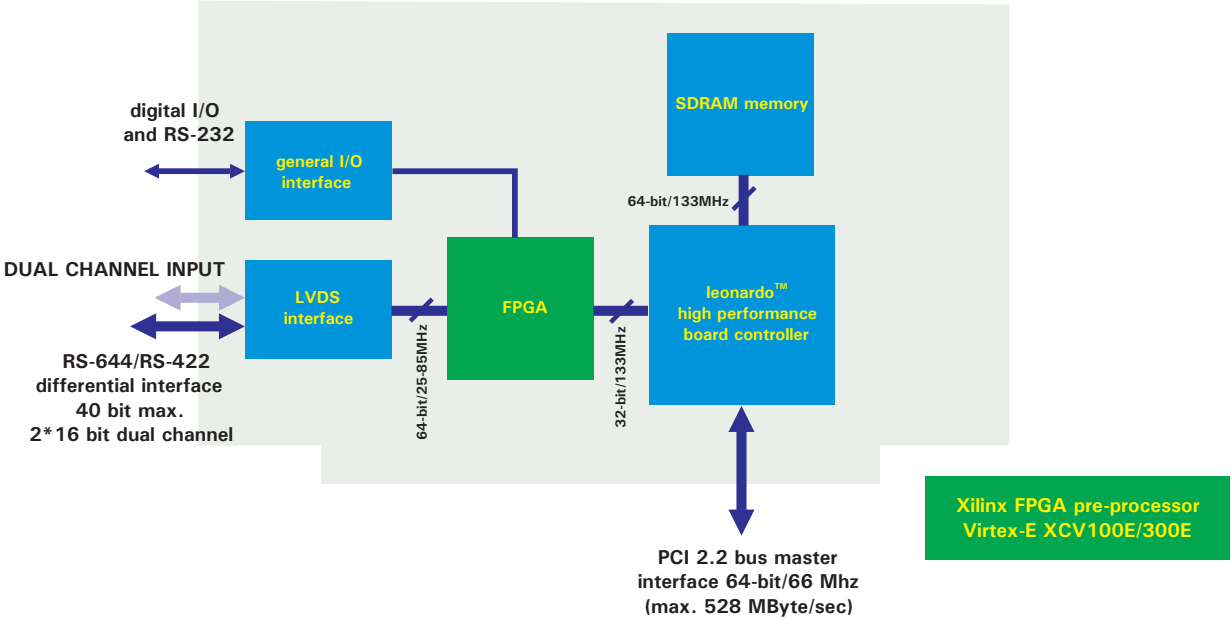 SDRAM memory
digital I/O
and RS-232
general I/O
interface
64-bit/133MHz
DUAL CHANNEL INPUT
LVDS
interface
FPGA
leonardo™
high performance
board controller
64-bit/25-85MHz
32-bit/133MHz
RS-644/RS-422
differential interface
40 bit max.
2*16 bit dual channel
Xilinx FPGA pre-processor
Virtex-E XCV100E/300E
PCI 2.2 bus master
interface 64-bit/66 Mhz
(max. 528 MByte/sec)